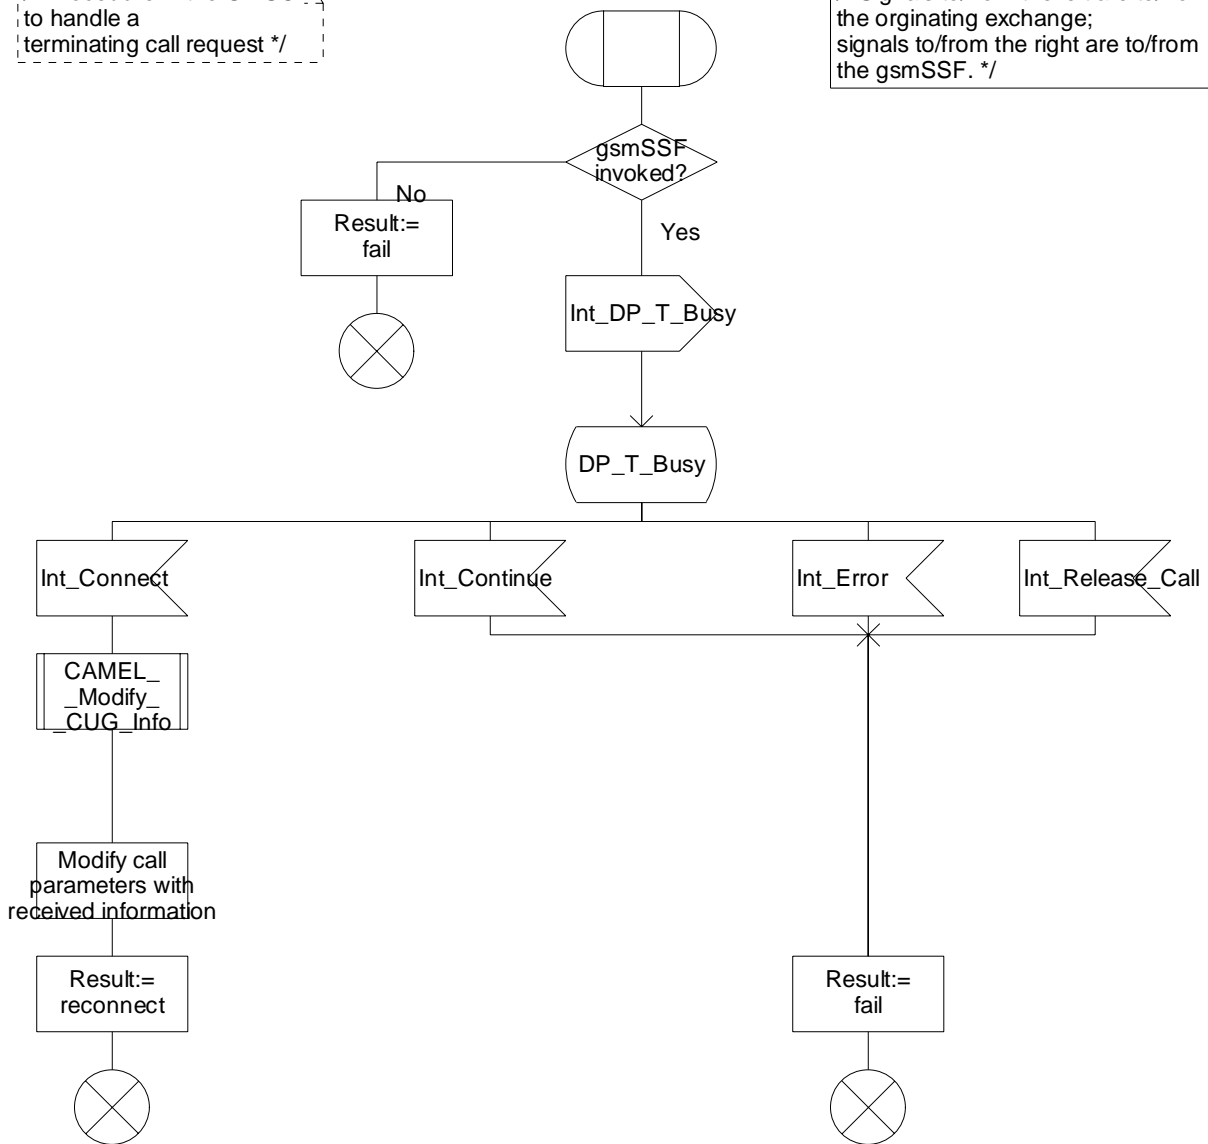 to handle a
terminating call request */
the orginating exchange;
signals to/from the right are to/from
the gsmSSF. */
gsmSSF
invoked?
No
Result:=
fail
Yes
Int_DP_T_Busy
DP_T_Busy
Int_Connect
Int_Continue
Int_Error
Int_Release_Call
CAMEL_
_Modify_
_CUG_Info
Modify call
parameters with
received information
Result:=
reconnect
Result:=
fail